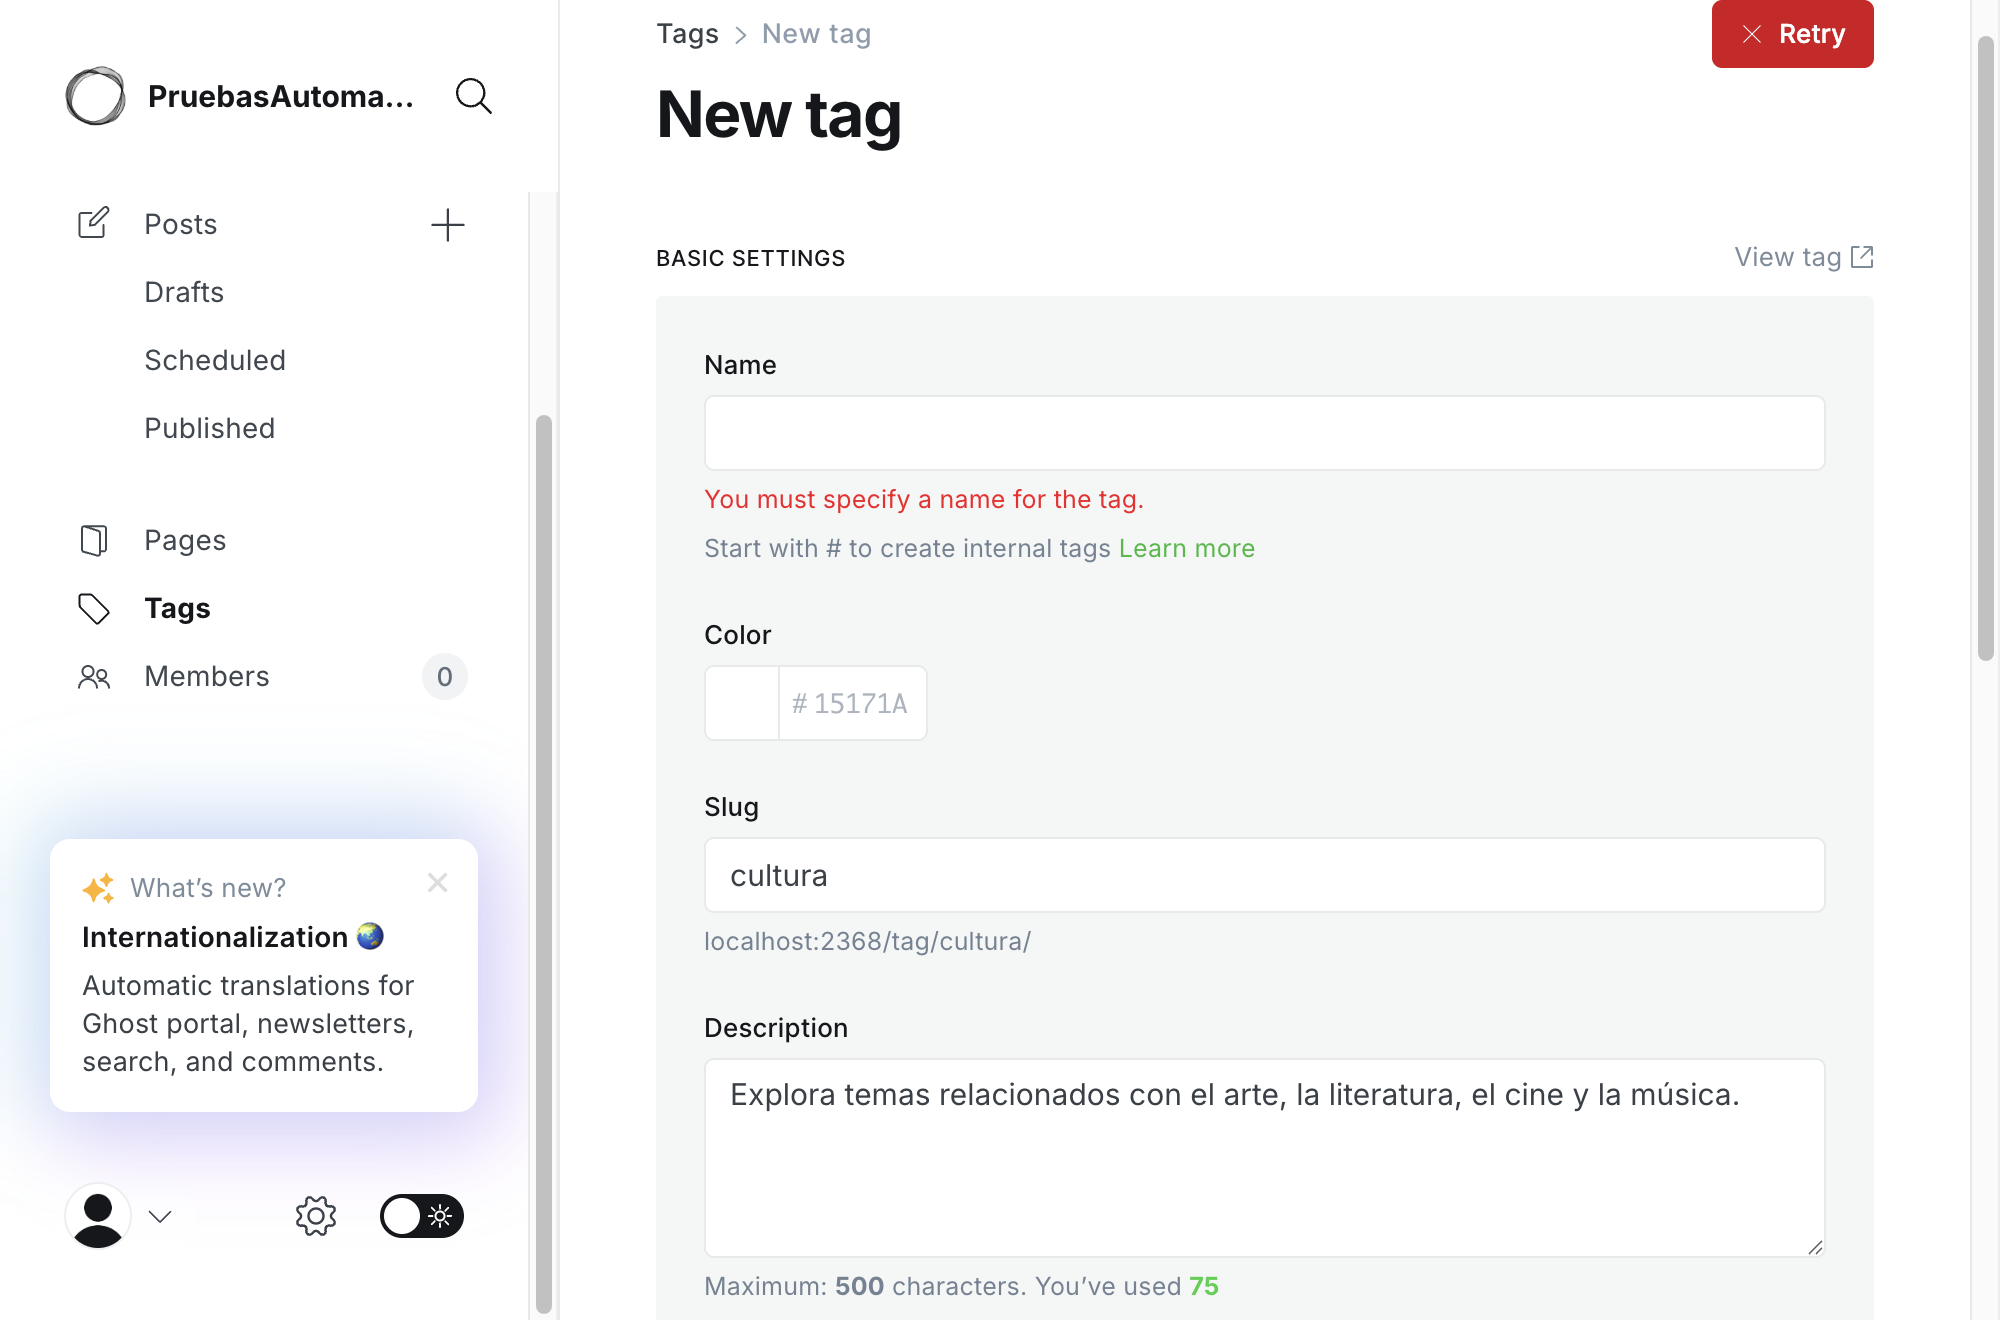 PruebasAutoma...
Posts
Drafts
Scheduled
Published
Pages
Tags
Members
0
What's new?
Internationalization
Automatic translations for
Ghost portal, newsletters,
search, and comments.
Tags > New tag
Retry
New tag
BASIC SETTINGS
View tag
Name
You must specify a name for the tag.
Start with # to create internal tags Learn more
Color
# 15171A
Slug
cultura
localhost:2368/tag/cultura/
Description
Explora temas relacionados con el arte, la literatura, el cine y la música.
Maximum: 500 characters. You've used 75